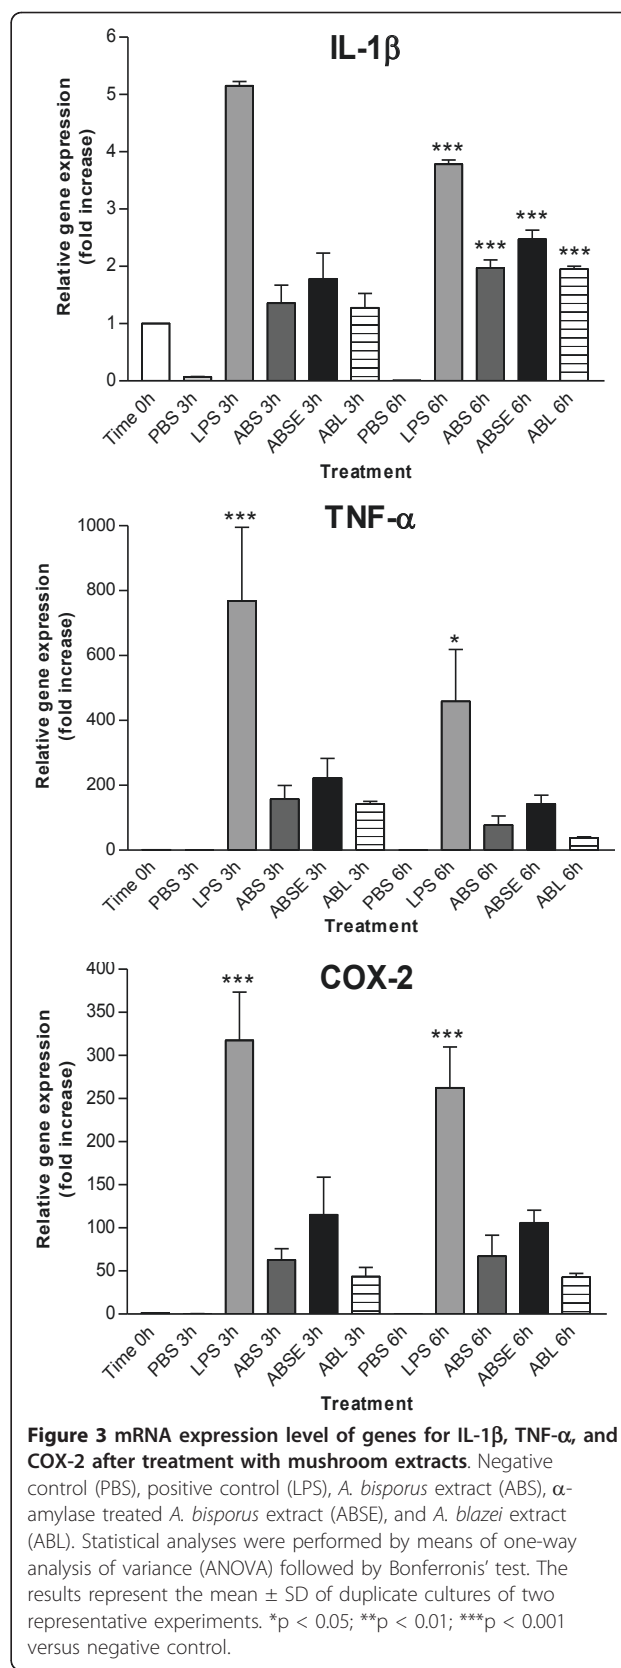 IL-1β
Relative gene expression
(fold increase)
6
5
4
3
2
1
0
***
***
***
***
Time 0h
PBS 3h
LPS 3h
ABS 3h
ABSE 3h
ABL 3h
PBS 6h
LPS 6h
ABS 6h
ABSE 6h
ABL 6h
Treatment
TNF-α
Relative gene expression
(fold increase)
1000
800
600
400
200
0
***
*
Time 0h
PBS 3h
LPS 3h
ABS 3h
ABSE 3h
ABL 3h
PBS 6h
LPS 6h
ABS 6h
ABSE 6h
ABL 6h
Treatment
COX-2
Relative gene expression
(fold increase)
400
350
300
250
200
150
100
50
0
***
***
Time 0h
PBS 3h
LPS 3h
ABS 3h
ABSE 3h
ABL 3h
PBS 6h
LPS 6h
ABS 6h
ABSE 6h
ABL 6h
Treatment
Figure 3 mRNA expression level of genes for IL-1β, TNF-α, and
COX-2 after treatment with mushroom extracts. Negative
control (PBS), positive control (LPS), A. bisporus extract (ABS), α-
amylase treated A. bisporus extract (ABSE), and A. blazei extract
(ABL). Statistical analyses were performed by means of one-way
analysis of variance (ANOVA) followed by Bonferronis' test. The
results represent the mean ± SD of duplicate cultures of two
representative experiments. *p < 0.05; **p < 0.01; ***p < 0.001
versus negative control.